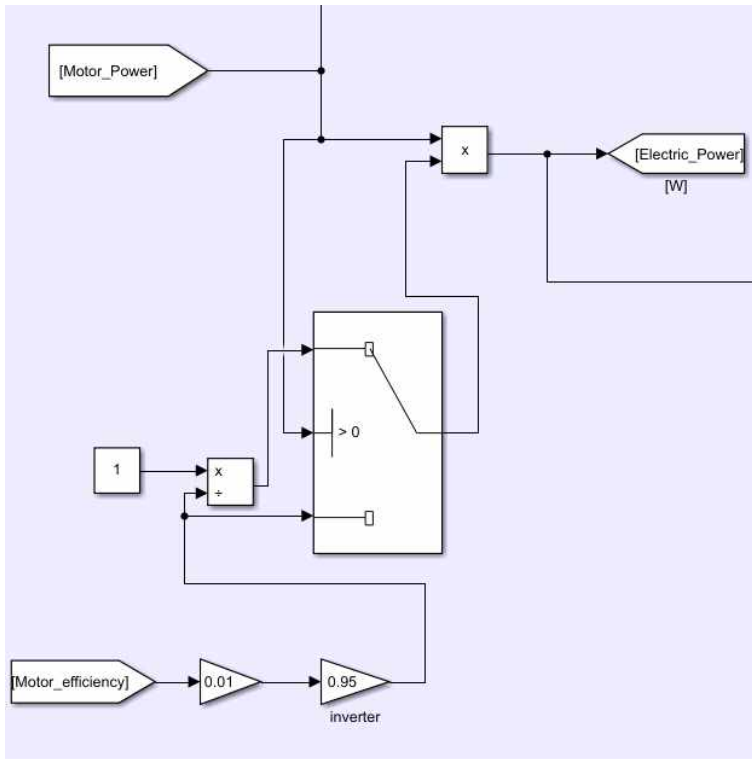 [Motor_Power]
x
[Electric_Power]
[W]
> 0
1
x
÷
[Motor_efficiency]
0.01
0.95
inverter